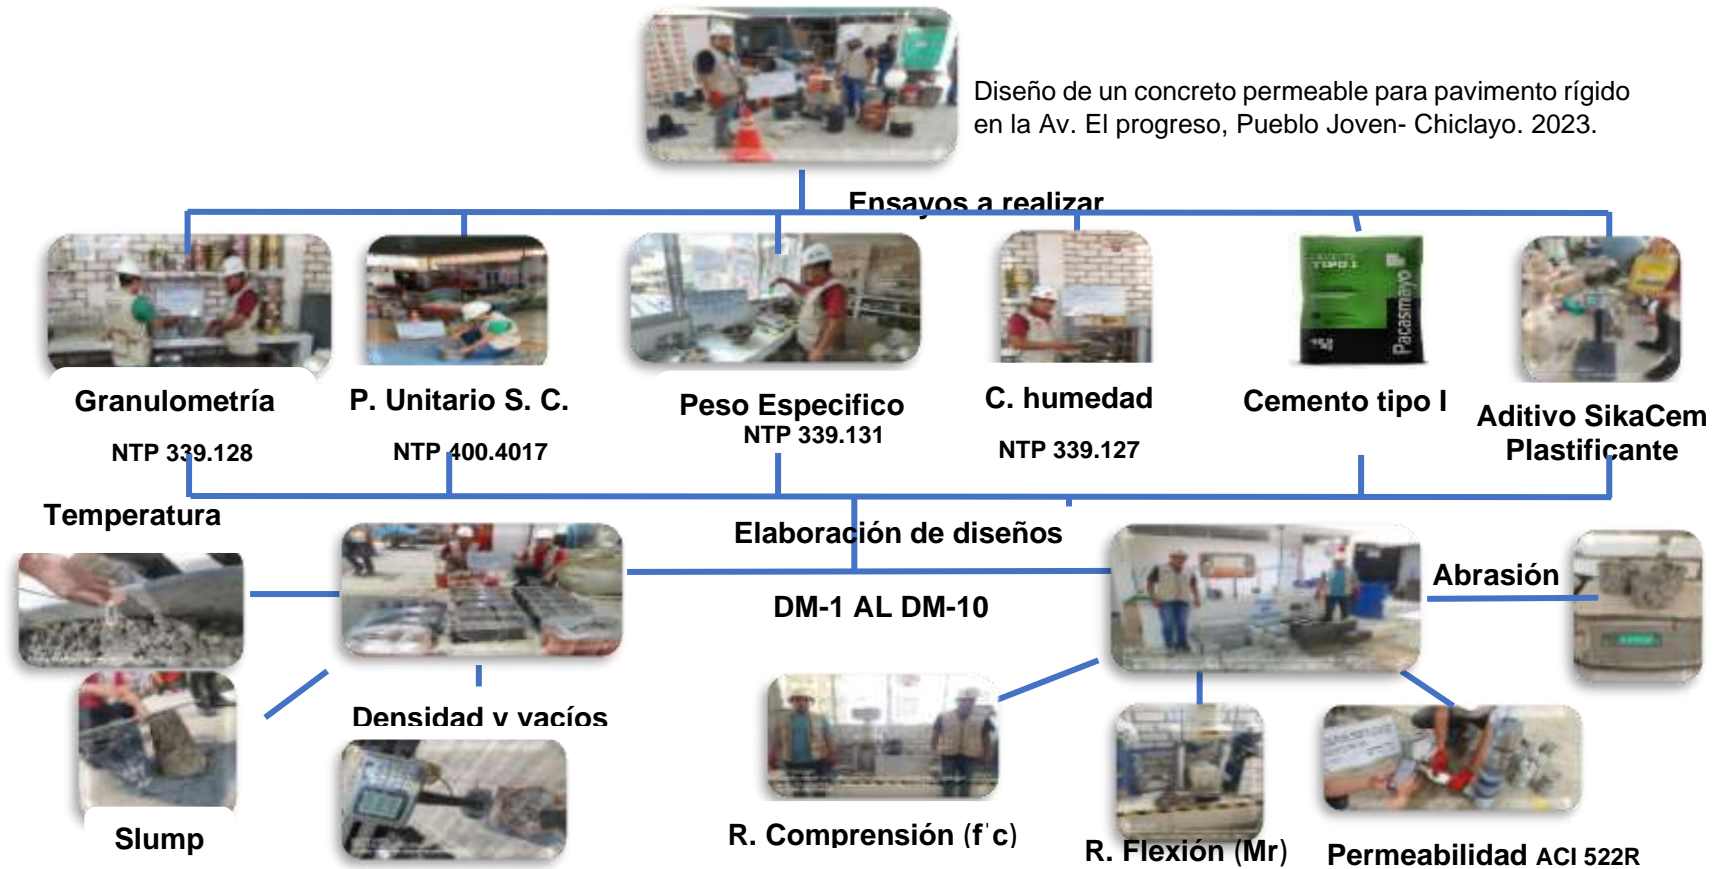 Diseño de un concreto permeable para pavimento rígido
en la Av. El progreso, Pueblo Joven- Chiclayo. 2023.
Ensayos a realizar
TIPO I
Pacasmayo
Granulometría
NTP 339.128
P. Unitario S. C.
NTP 400.4017
Peso Especifico
NTP 339.131
C. humedad
NTP 339.127
Cemento tipo I
Aditivo SikaCem
Plastificante
Temperatura
Elaboración de diseños
DM-1 AL DM-10
Abrasión
Densidad y vacíos
Slump
R. Comprensión (f'c)
R. Flexión (Mr)
Permeabilidad ACI 522R